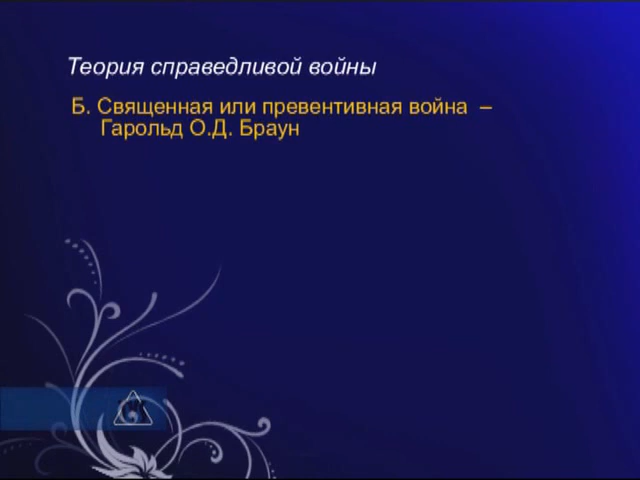 Теория справедливой войны
Б. Священная или превентивная война –
Гарольд О.Д. Браун